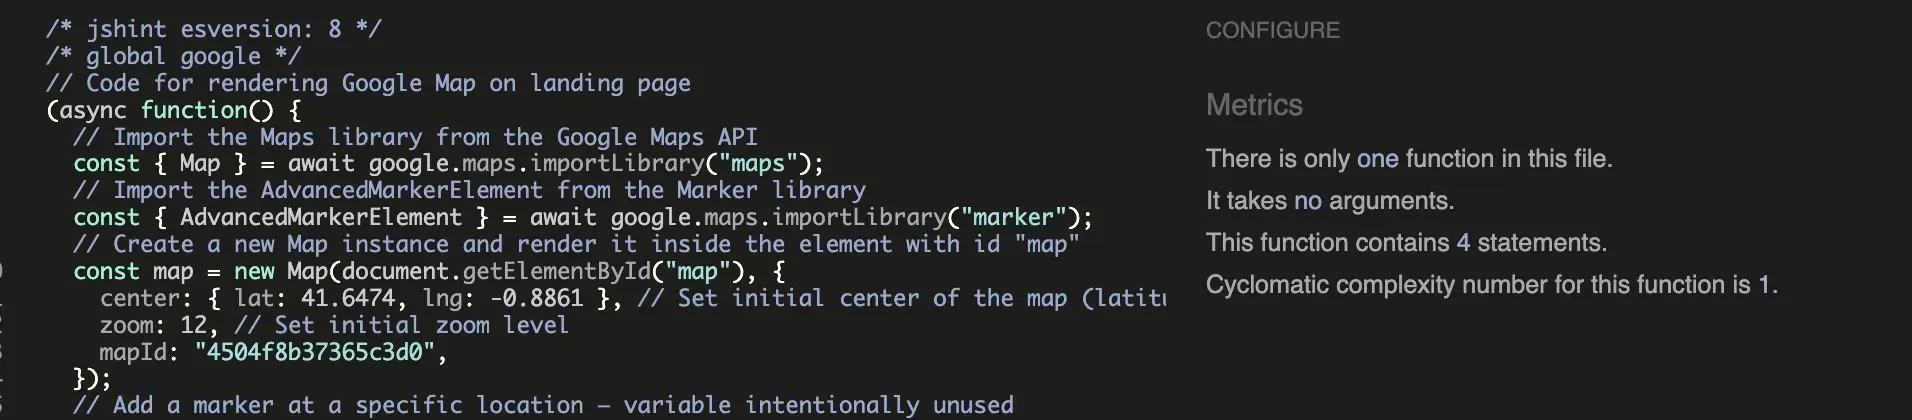 /* jshint esversion: 8 */
/* global google */
// Code for rendering Google Map on landing page
(async function() {
// Import the Maps library from the Google Maps API
const { Map } = await google.maps.importLibrary("maps");
// Import the AdvancedMarkerElement from the Marker library
const { AdvancedMarkerElement } = await google.maps.importLibrary("marker");
// Create a new Map instance and render it inside the element with id "map"
const map = new Map(document.getElementById("map"), {
center: { lat: 41.6474, lng: -0.8861 }, // Set initial center of the map
zoom: 12, // Set initial zoom level
mapId: "4504f8b37365c3d0",
});
// Add a marker at a specific location – variable intentionally unused
CONFIGURE
Metrics
There is only one function in this file.
It takes no arguments.
This function contains 4 statements.
Cyclomatic complexity number for this function is 1.